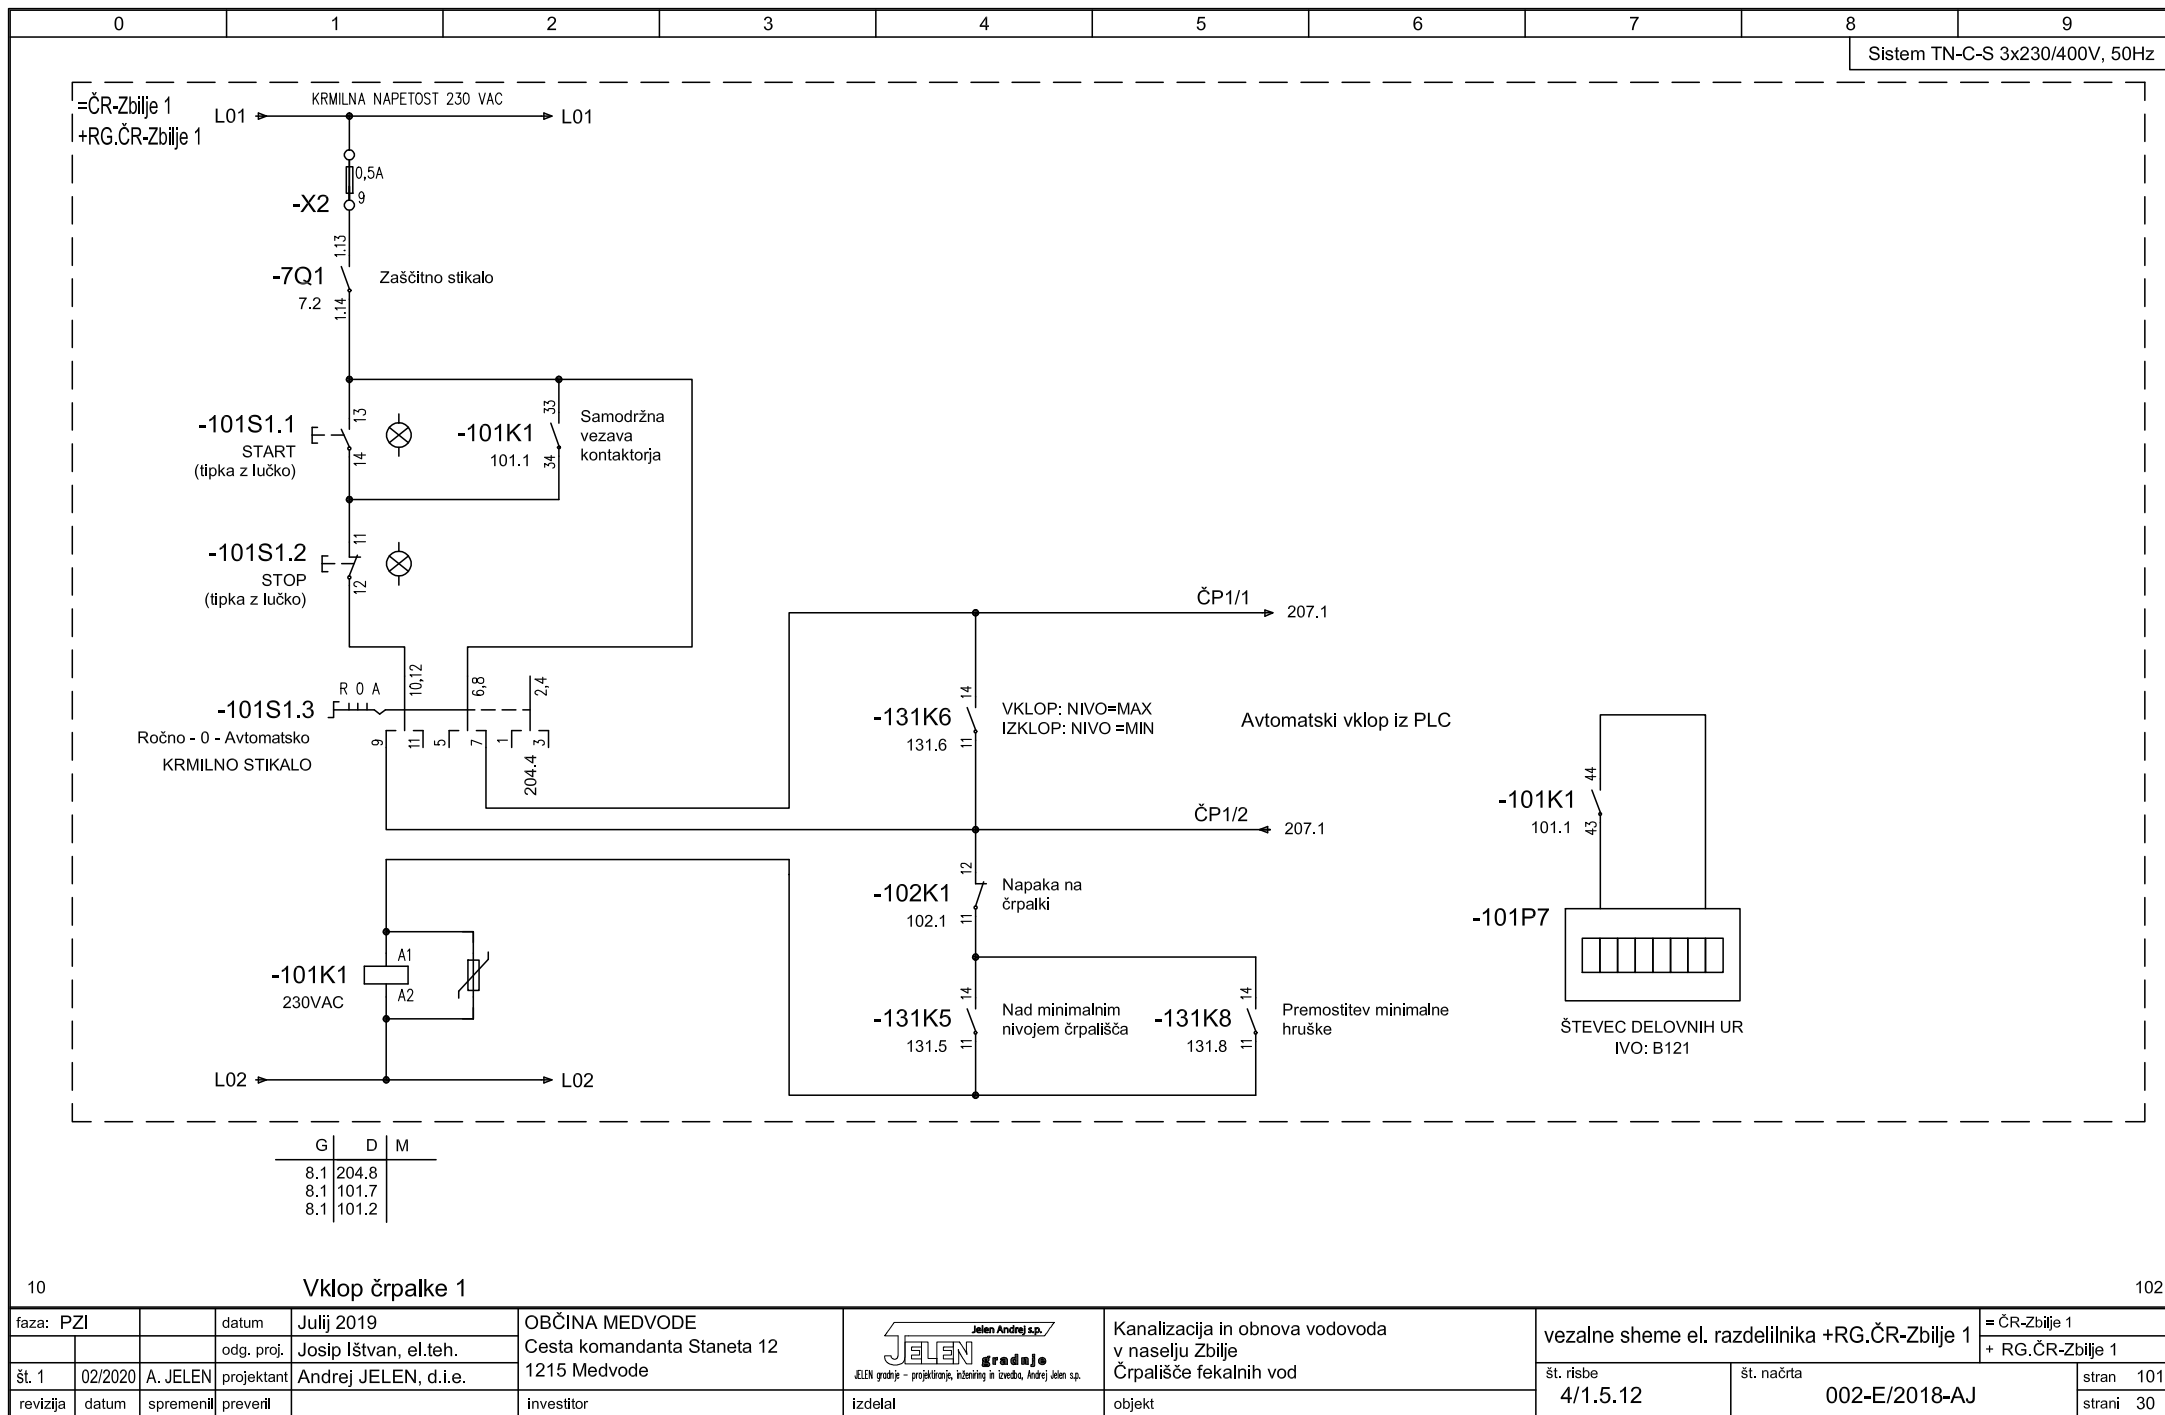 0 1 2 3 4 5 6 7 8 9
Sistem TN-C-S 3x230/400V, 50Hz
=ČR-Zbilje 1
+RG.ČR-Zbilje 1
KRMILNA NAPETOST 230 VAC
L01 L01
0,5A
-X2 9
1.13
-7Q1 Zaščitno stikalo
7.2
1.14
-101S1.1
START
(tipka z lučko)
13
14
-101K1
101.1
33
34
Samodržna
vezava
kontaktorja
-101S1.2
STOP
(tipka z lučko)
11
12
ČP1/1 207.1
10,12
6,8
2,4
R 0 A
-101S1.3
Ročno - 0 - Avtomatsko
KRMILNO STIKALO
9 11 5 7 1 3
204.4
-131K6
131.6
14
11
VKLOP: NIVO=MAX
IZKLOP: NIVO =MIN
Avtomatski vklop iz PLC
ČP1/2 207.1
-101K1
101.1
44
43
-102K1
102.1
12
11
Napaka na
črpalki
-101P7
ŠTEVEC DELOVNIH UR
IVO: B121
-101K1
230VAC
A1
A2
-131K5
131.5
14
11
Nad minimalnim
nivojem črpališča
-131K8
131.8
14
11
Premostitev minimalne
hruške
L02 L02
G D M
8.1 204.8
8.1 101.7
8.1 101.2
10 Vklop črpalke 1 102
faza: PZI
datum Julij 2019
odg. proj. Josip Ištvan, el.teh.
št. 1 02/2020 A. JELEN projektant Andrej JELEN, d.i.e.
revizija datum spremenil preveril
OBČINA MEDVODE
Cesta komandanta Staneta 12
1215 Medvode
investitor
Jelen Andrej s.p.
JELEN gradnje
JELEN gradnje – projektiranje, inženiring in izvedba, Andrej Jelen s.p.
izdelal
Kanalizacija in obnova vodovoda
v naselju Zbilje
Črpališče fekalnih vod
objekt
vezalne sheme el. razdelilnika +RG.ČR-Zbilje 1
= ČR-Zbilje 1
+ RG.ČR-Zbilje 1
št. risbe
4/1.5.12
št. načrta
002-E/2018-AJ
stran 101
strani 30